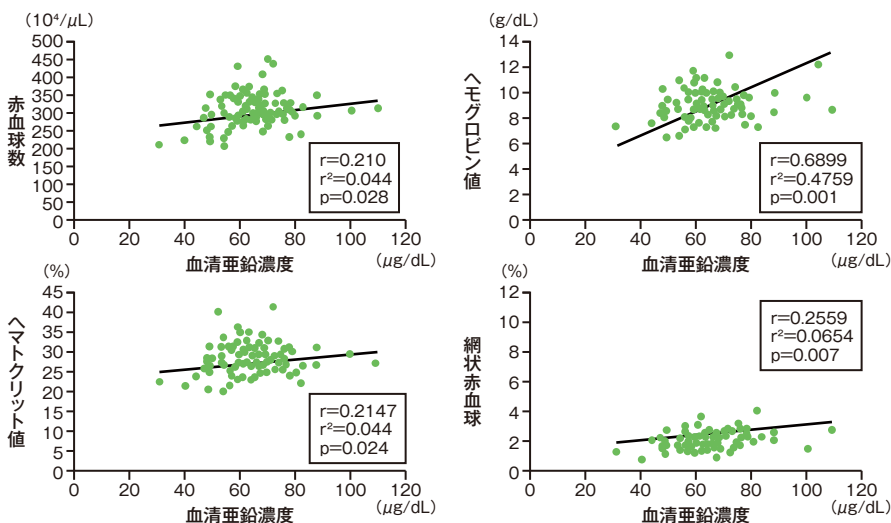 (10⁴/μL)
赤血球数
500
450
400
350
300
250
200
150
100
50
0
0 20 40 60 80 100 120
血清亜鉛濃度 (μg/dL)
r=0.210
r²=0.044
p=0.028
(g/dL)
ヘモグロビン値
14
12
10
8
6
4
2
0
0 20 40 60 80 100 120
血清亜鉛濃度 (μg/dL)
r=0.6899
r²=0.4759
p=0.001
(%)
ヘマトクリット値
45
40
35
30
25
20
15
10
5
0
0 20 40 60 80 100 120
血清亜鉛濃度 (μg/dL)
r=0.2147
r²=0.044
p=0.024
(%)
網状赤血球
12
10
8
6
4
2
0
0 20 40 60 80 100 120
血清亜鉛濃度 (μg/dL)
r=0.2559
r²=0.0654
p=0.007